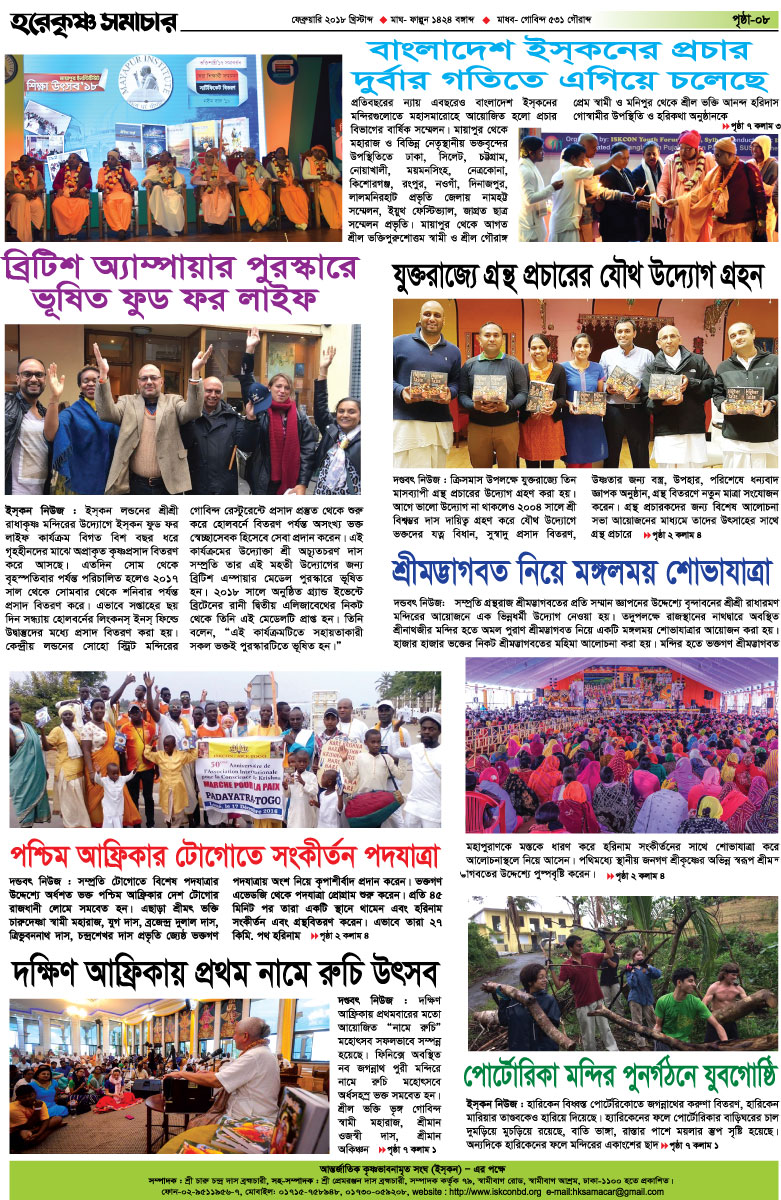 হরেকৃষ্ণ সমাচার
ফেব্রুয়ারি ২০১৮ খ্রিস্টাব্দ ◆ মাঘ- ফাল্গুন ১৪২৪ বঙ্গাব্দ ◆ মাধব- গোবিন্দ ৫৩১ গৌরাব্দ
পৃষ্ঠা-০৮
শিক্ষা উৎসব'১৮
MAYAPUR INSTITUTE
বাংলাদেশ ইস্‌কনের প্রচার
দুর্বার গতিতে এগিয়ে চলেছে
প্রতিবছরের ন্যায় এবছরেও বাংলাদেশ ইস্‌কনের
মন্দিরগুলোতে মহাসমারোহে আয়োজিত হলো প্রচার
বিভাগের বার্ষিক সম্মেলন। মায়াপুর থেকে
মহারাজ ও বিভিন্ন নেতৃস্থানীয় ভক্তবৃন্দের
উপস্থিতিতে ঢাকা, সিলেট, চট্টগ্রাম,
নোয়াখালী, ময়মনসিংহ, নেত্রকোনা,
কিশোরগঞ্জ, রংপুর, নওগাঁ, দিনাজপুর,
লালমনিরহাট প্রভৃতি জেলায় নামহট্ট
সম্মেলন, ইয়ুথ ফেস্টিভ্যাল, জাগ্রত ছাত্র
সম্মেলন প্রভৃতি। মায়াপুর থেকে আগত
শ্রীল ভক্তিপুরুশোত্তম স্বামী ও শ্রীল গৌরাঙ্গ
প্রেম স্বামী ও মনিপুর থেকে শ্রীল ভক্তি আনন্দ হরিদাস
গোস্বামীর উপস্থিতি ও হরিকথা অনুষ্ঠানকে
পৃষ্ঠা ৭ কলাম ৩
by: ISKCON Youth Forum
ব্রিটিশ অ্যাম্পায়ার পুরস্কারে
ভূষিত ফুড ফর লাইফ
ইস্‌কন নিউজ : ইস্‌কন লন্ডনের শ্রীশ্রী
রাধাকৃষ্ণ মন্দিরের উদ্যোগে ইস্‌কন ফুড ফর
লাইফ কার্যক্রম বিগত বিশ বছর ধরে
গৃহহীনদের মাঝে অপ্রাকৃত কৃষ্ণপ্রসাদ বিতরণ
করে আসছে। এতদিন সোম থেকে
বৃহস্পতিবার পর্যন্ত পরিচালিত হলেও ২০১৭
সাল থেকে সোমবার থেকে শনিবার পর্যন্ত
প্রসাদ বিতরণ করে। এভাবে সপ্তাহের ছয়
দিন সন্ধ্যায় হোলবর্নের লিংকনস্ ইনস্ ফিল্ডে
উদ্বাস্তুদের মধ্যে প্রসাদ বিতরণ করা হয়।
কেন্দ্রীয় লন্ডনের সোহো স্ট্রিট মন্দিরের
গোবিন্দ রেস্টুরেন্টে প্রসাদ প্রস্তুত থেকে শুরু
করে হোলবর্নে বিতরণ পর্যন্ত অসংখ্য ভক্ত
স্বেচ্ছাসেবক হিসেবে সেবা প্রদান করেন। এই
কার্যক্রমের উদ্যোক্তা শ্রী অচ্যুতচরণ দাস
সম্প্রতি তার এই মহতী উদ্যোগের জন্য
ব্রিটিশ এম্পায়ার মেডেল পুরস্কারে ভূষিত
হন। ২০১৮ সালে অনুষ্ঠিত গ্র্যান্ড ইভেন্টে
ব্রিটেনের রানী দ্বিতীয় এলিজাবেথের নিকট
থেকে তিনি এই মেডেলটি প্রাপ্ত হন। তিনি
বলেন, “এই কার্যক্রমটিতে সহায়তাকারী
সকল ভক্তই পুরস্কারটিতে ভূষিত হন।”
যুক্তরাজ্যে গ্রন্থ প্রচারের যৌথ উদ্যোগ গ্রহন
দণ্ডবৎ নিউজ : ক্রিসমাস উপলক্ষে যুক্তরাজ্যে তিন
মাসব্যাপী গ্রন্থ প্রচারের উদ্যোগ গ্রহণ করা হয়।
আগে ভালো উদ্যোগ না থাকলেও ২০০৪ সালে শ্রী
বিশ্বম্ভর দাস দায়িত্ব গ্রহণ করে যৌথ উদ্যোগে
ভক্তদের যত্ন বিধান, সুস্বাদু প্রসাদ বিতরণ,
উষ্ণতার জন্য বস্ত্র, উপহার, পরিশেষে ধন্যবাদ
জ্ঞাপক অনুষ্ঠান, গ্রন্থ বিতরণে নতুন মাত্রা সংযোজন
করেন। গ্রন্থ প্রচারকদের জন্য বিশেষ আলোচনা
সভা আয়োজনের মাধ্যমে তাদের উৎসাহের সাথে
গ্রন্থ প্রচারে পৃষ্ঠা ২ কলাম ৪
শ্রীমদ্ভাগবত নিয়ে মঙ্গলময় শোভাযাত্রা
দন্ডবৎ নিউজ: সম্প্রতি গ্রন্থরাজ শ্রীমদ্ভাগবতের প্রতি সম্মান জ্ঞাপনের উদ্দেশ্যে বৃন্দাবনের শ্রীশ্রী রাধারমণ
মন্দিরের আয়োজনে এক ভিন্নধর্মী উদ্যোগ নেওয়া হয়। তদুপলক্ষে রাজস্থানের নাথদ্বারে অবস্থিত
শ্রীনাথজীর মন্দির হতে অমল পুরাণ শ্রীমদ্ভাগবত নিয়ে একটি মঙ্গলময় শোভাযাত্রার আয়োজন করা হয়।
হাজার হাজার ভক্তের নিকট শ্রীমদ্ভাগবতের মহিমা আলোচনা করা হয়। মন্দির হতে ভক্তগণ শ্রীমদ্ভাগবত
মহাপুরাণকে মস্তকে ধারণ করে হরিনাম সংকীর্তনের সাথে শোভাযাত্রা করে
আলোচনাস্থলে নিয়ে আসেন। পথিমধ্যে স্থানীয় জনগণ শ্রীকৃষ্ণের অভিন্ন স্বরূপ শ্রীমদ্
ভাগবতের উদ্দেশ্যে পুষ্পবৃষ্টি করেন। পৃষ্ঠা ২ কলাম ৪
50ème Anniversaire de
l'Association Internationale
pour la Conscience de Krishna
MARCHE POUR LA PAIX
PADAYATRA TOGO
পশ্চিম আফ্রিকার টোগোতে সংকীর্তন পদযাত্রা
দন্ডবৎ নিউজ : সম্প্রতি টোগোতে বিশেষ পদযাত্রার
উদ্দেশ্যে অর্ধশত ভক্ত পশ্চিম আফ্রিকার দেশ টোগোর
রাজধানী লোমে সমবেত হন। এছাড়া শ্রীমৎ ভক্তি
চারুদেষ্ণা স্বামী মহারাজ, যুগ দাস, ব্রজেন্দ্র দুলাল দাস,
ত্রিভুবননাথ দাস, চন্দ্রশেখর দাস প্রভৃতি জ্যেষ্ঠ ভক্তগণ
পদযাত্রায় অংশ নিয়ে কৃপাশীর্বাদ প্রদান করেন। ভক্তগণ
এভেডজি থেকে পদযাত্রা প্রোগ্রাম শুরু করেন। প্রতি ৪৫
মিনিট পর তারা একটি স্থানে থামেন এবং হরিনাম
সংকীর্তন এবং গ্রন্থবিতরণ করেন। এভাবে তারা ২৭
কিমি. পথ হরিনাম পৃষ্ঠা ২ কলাম ৪
দক্ষিণ আফ্রিকায় প্রথম নামে রুচি উৎসব
দণ্ডবৎ নিউজ : দক্ষিণ
আফ্রিকায় প্রথমবারের মতো
আয়োজিত “নামে রুচি”
মহোৎসব সফলভাবে সম্পন্ন
হয়েছে। ফিনিক্সে অবস্থিত
নব জগন্নাথ পুরী মন্দিরে
নামে রুচি মহোৎসবে
অর্ধসহস্র ভক্ত সমবেত হন।
শ্রীল ভক্তি ভৃঙ্গ গোবিন্দ
স্বামী মহারাজ, শ্রীমান
ওজস্বী দাস, শ্রীমান
অকিঞ্চন পৃষ্ঠা ৭ কলাম ১
পোর্টোরিকা মন্দির পুনর্গঠনে যুবগোষ্ঠি
ইস্‌কন নিউজ : হারিকেন বিধ্বস্ত পোর্টোরিকাতে জগন্নাথের করুণা বিতরণ, হারিকেন
মারিয়ার তাণ্ডবকেও হারিয়ে দিয়েছে। হ্যারিকেনের ফলে পোর্টোরিকার বাড়িঘরের চাল
দুমড়িয়ে মুচড়িয়ে রয়েছে, বাতি ভাঙ্গা, রাস্তার পাশে ময়লার স্তুপ সৃষ্টি হয়েছে।
অন্যদিকে হারিকেনের ফলে মন্দিরের একাংশের ছাদ পৃষ্ঠা ৭ কলাম ১
আন্তর্জাতিক কৃষ্ণভাবনামৃত সংঘ (ইস্‌কন) – এর পক্ষে
সম্পাদক : শ্রী চারু চন্দ্র দাস ব্রহ্মচারী, সহ-সম্পাদক : শ্রী প্রেমরঞ্জন দাস ব্রহ্মচারী, সম্পাদক কর্তৃক ৭৯, স্বামীবাগ রোড, স্বামীবাগ আশ্রম, ঢাকা-১১০০ হতে প্রকাশিত।
ফোন-০২-৯৫১১৯৫৬-৭, মোবাইল: ০১৭১৫-৭৫৮৯৪৮, ০১৭০০-০৫৯২০৮, website : http://www.iskconbd.org e-mail:hksamacar@gmail.com